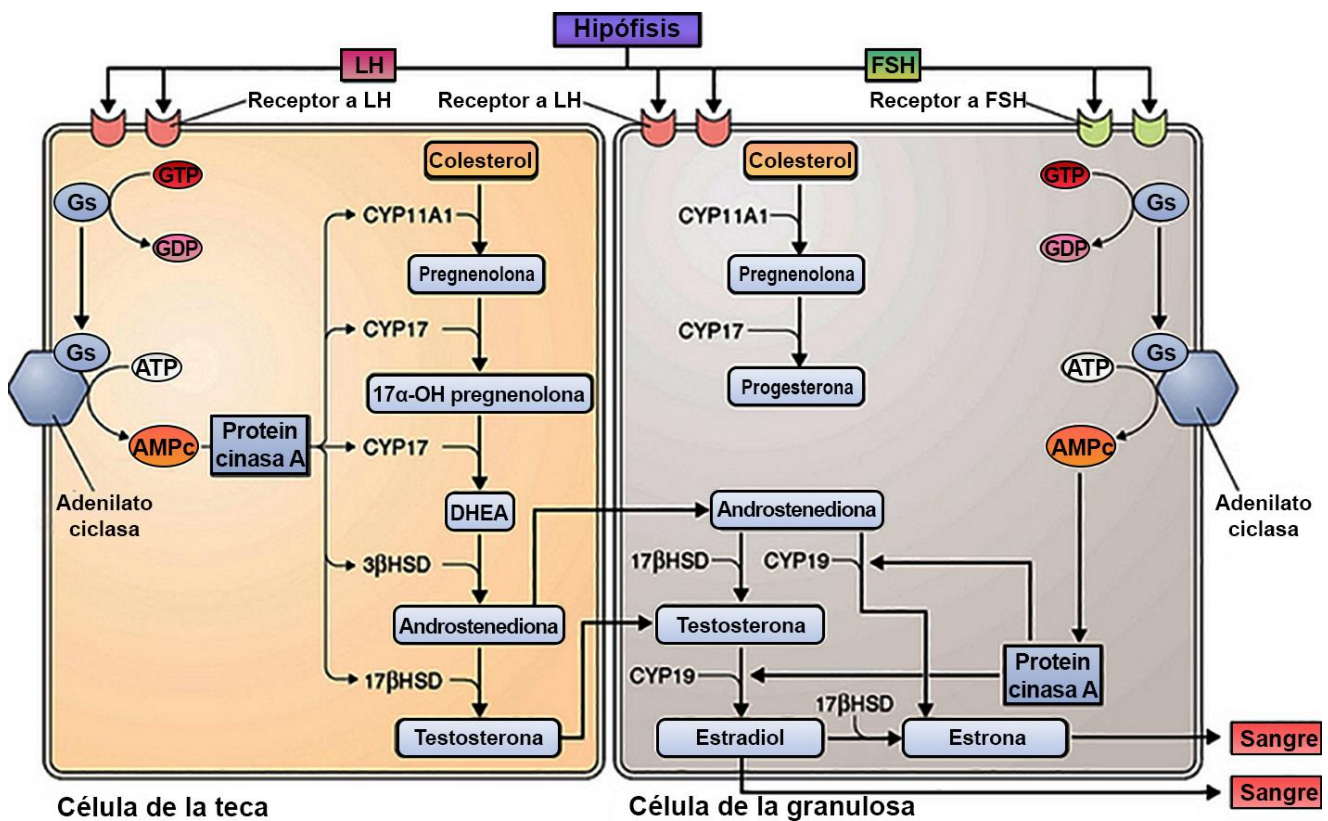 Hipófisis
LH
FSH
Receptor a LH
Receptor a LH
Receptor a FSH
GTP
Gs
GDP
Gs
ATP
AMPc
Protein
cinasa A
Adenilato
ciclasa
Colesterol
CYP11A1
Pregnenolona
CYP17
17α-OH pregnenolona
CYP17
DHEA
3βHSD
Androstenediona
17βHSD
Testosterona
Célula de la teca
Colesterol
CYP11A1
Pregnenolona
CYP17
Progesterona
Androstenediona
17βHSD
CYP19
Testosterona
CYP19
17βHSD
Estradiol
Estrona
GTP
Gs
GDP
Gs
ATP
AMPc
Adenilato
ciclasa
Protein
cinasa A
Sangre
Sangre
Célula de la granulosa